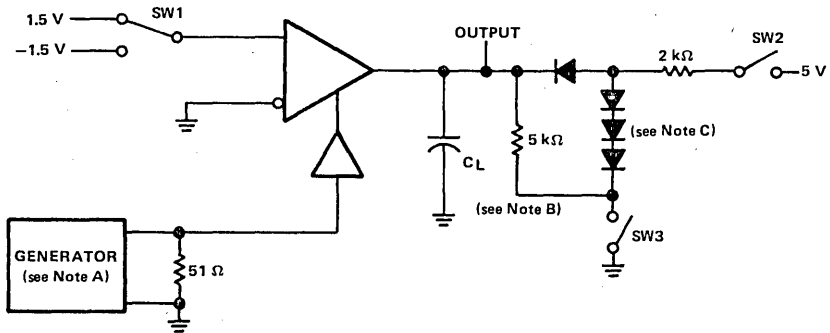 1.5 V
SW1
−1.5 V
OUTPUT
2 kΩ
SW2
5 V
5 kΩ
(see Note C)
CL
(see Note B)
SW3
GENERATOR
(see Note A)
51 Ω